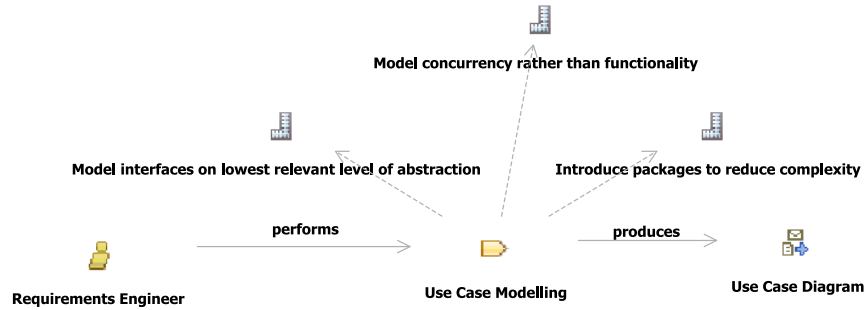 Model concurrency rather than functionality
Model interfaces on lowest relevant level of abstraction
Introduce packages to reduce complexity
performs
produces
Requirements Engineer
Use Case Modelling
Use Case Diagram